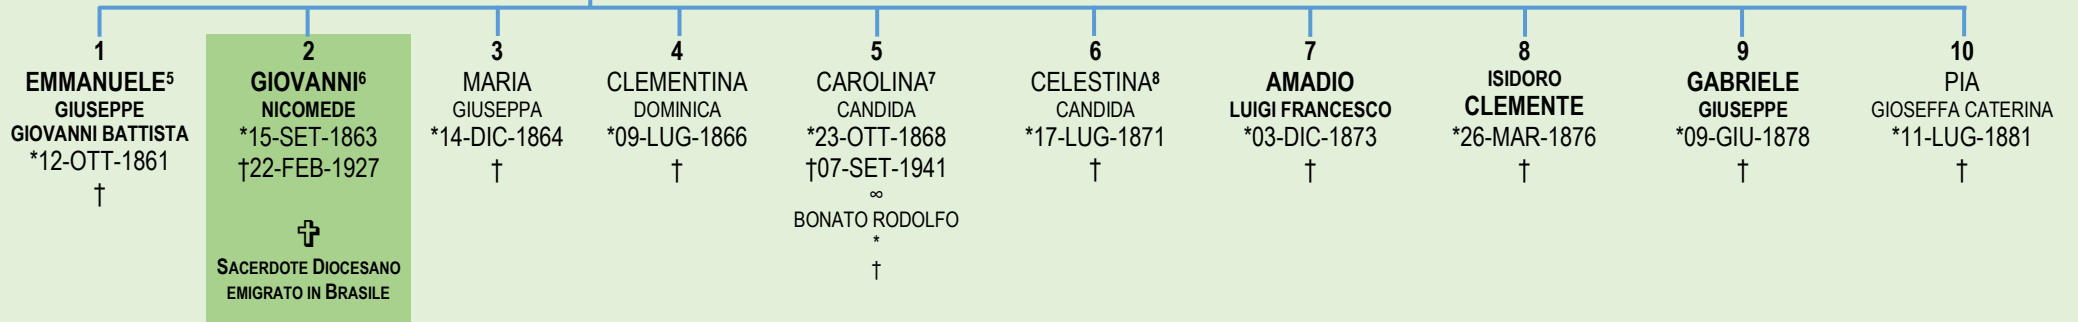 1
EMMANUELE⁵
GIUSEPPE
GIOVANNI BATTISTA
*12-OTT-1861
†
2
GIOVANNI⁶
NICOMEDE
*15-SET-1863
†22-FEB-1927
✞
SACERDOTE DIOCESANO
EMIGRATO IN BRASILE
3
MARIA
GIUSEPPA
*14-DIC-1864
†
4
CLEMENTINA
DOMINICA
*09-LUG-1866
†
5
CAROLINA⁷
CANDIDA
*23-OTT-1868
†07-SET-1941
∞
BONATO RODOLFO
*
†
6
CELESTINA⁸
CANDIDA
*17-LUG-1871
†
7
AMADIO
LUIGI FRANCESCO
*03-DIC-1873
†
8
ISIDORO
CLEMENTE
*26-MAR-1876
†
9
GABRIELE
GIUSEPPE
*09-GIU-1878
†
10
PIA
GIOSEFFA CATERINA
*11-LUG-1881
†